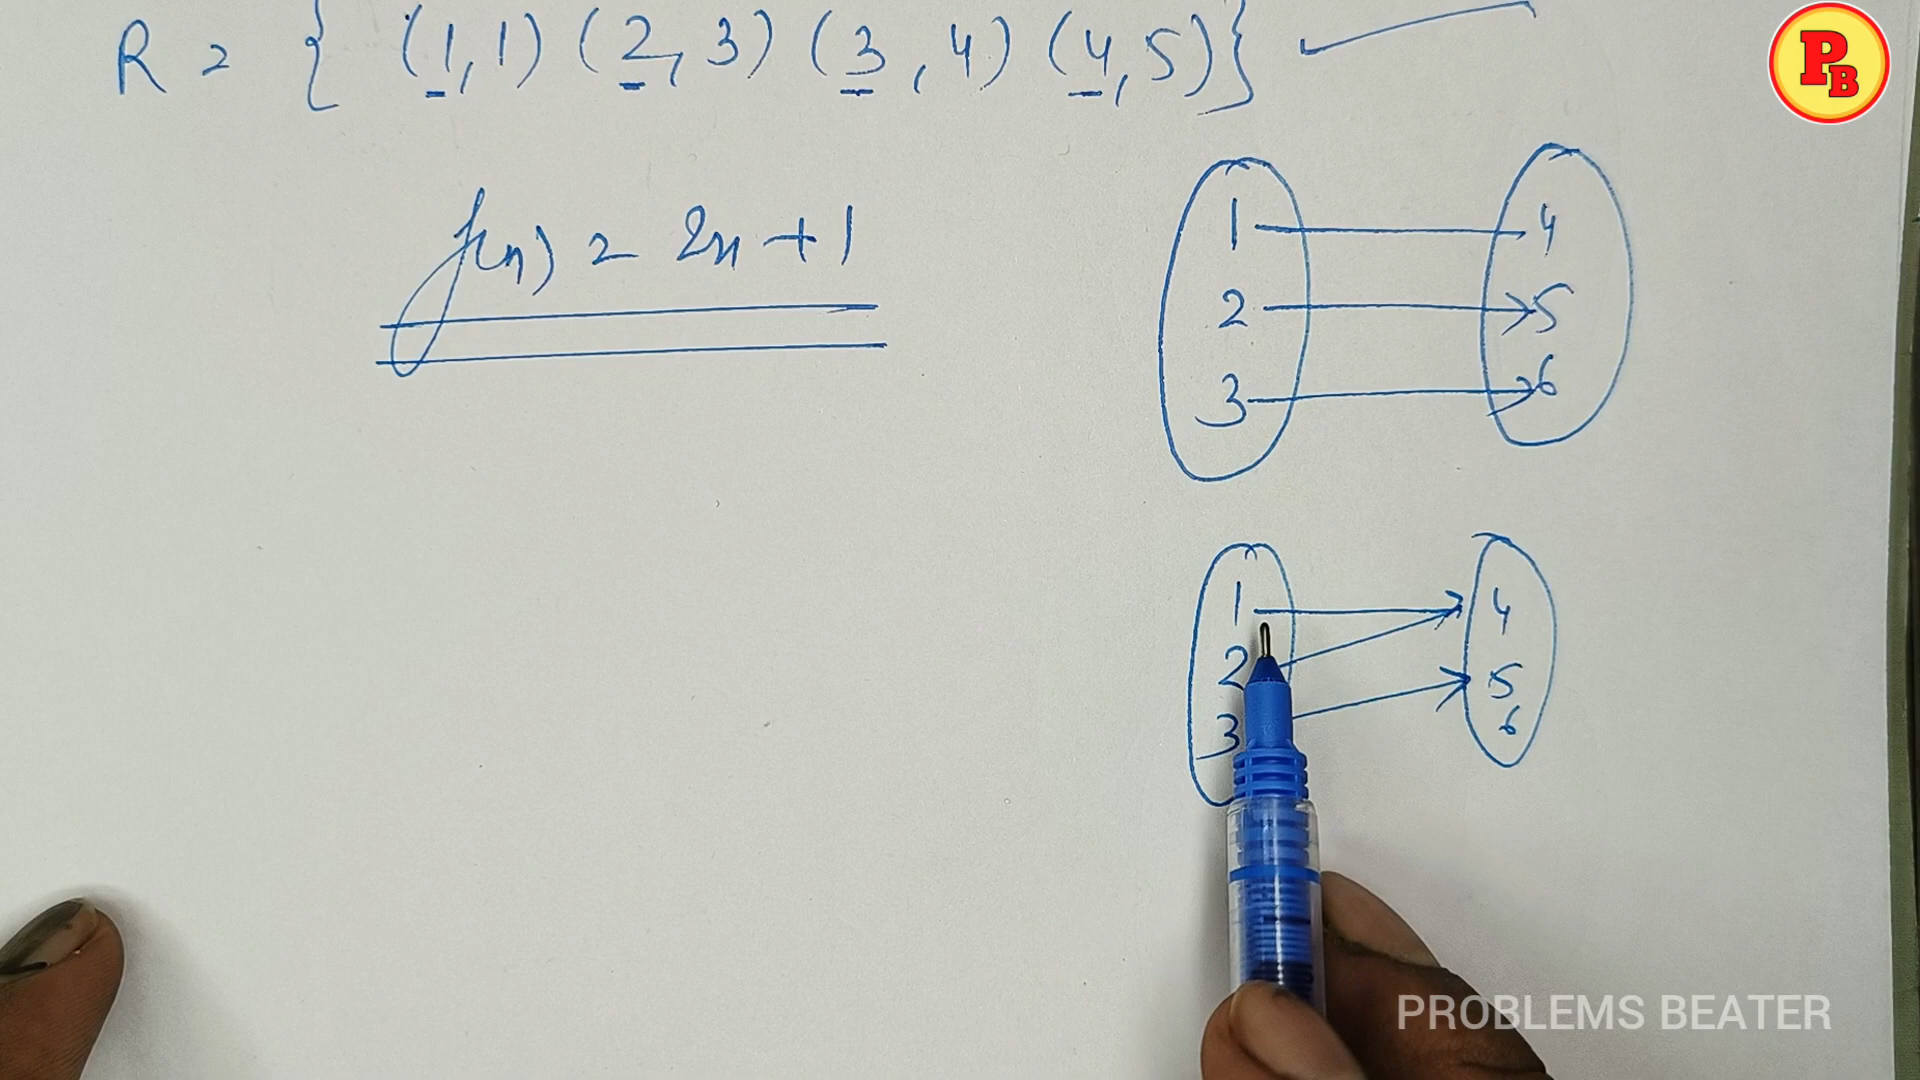 R = { (1,1) (2,3) (3,4) (4,5)}
PB
f(x) = 2x + 1
1 4
2 5
3 6
1 4
2 5
3 6
PROBLEMS BEATER